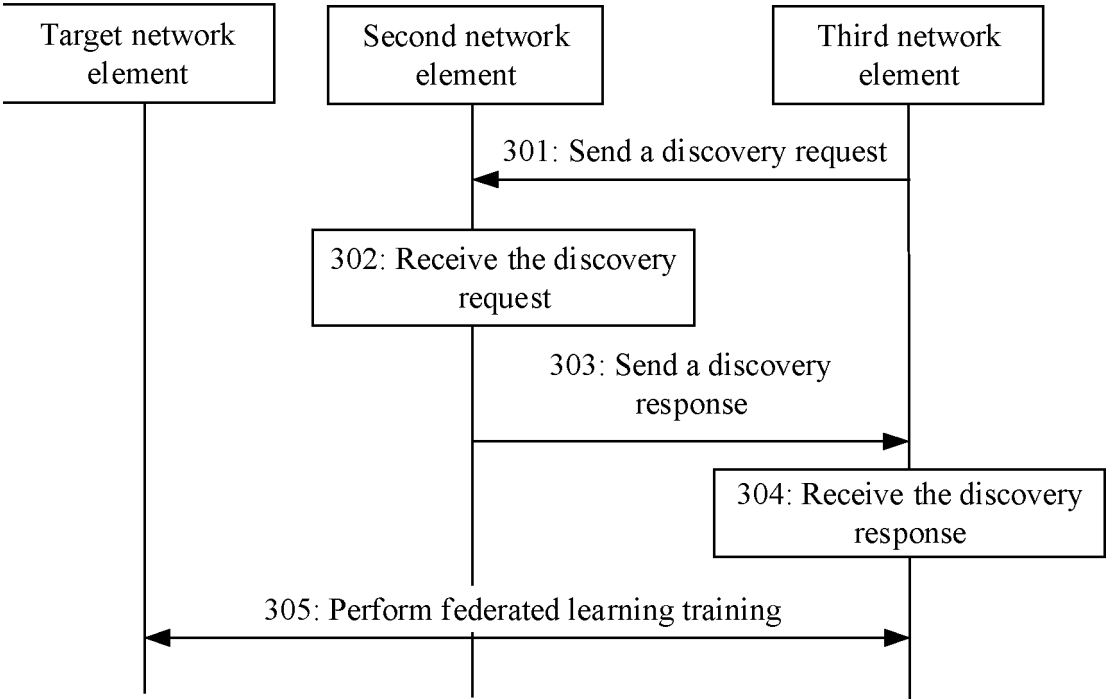 Target network
element
Second network
element
Third network
element
301: Send a discovery request
302: Receive the discovery
request
303: Send a discovery
response
304: Receive the discovery
response
305: Perform federated learning training